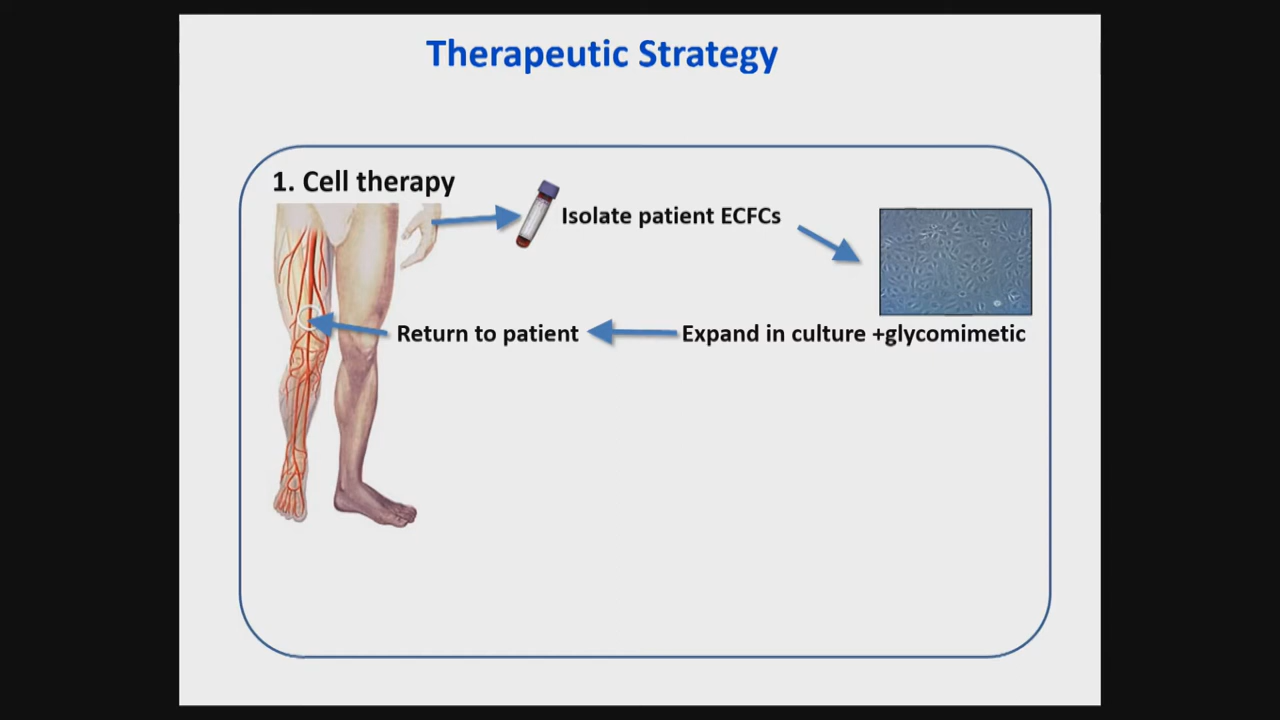 Therapeutic Strategy
1. Cell therapy
Isolate patient ECFCs
Return to patient
Expand in culture +glycomimetic